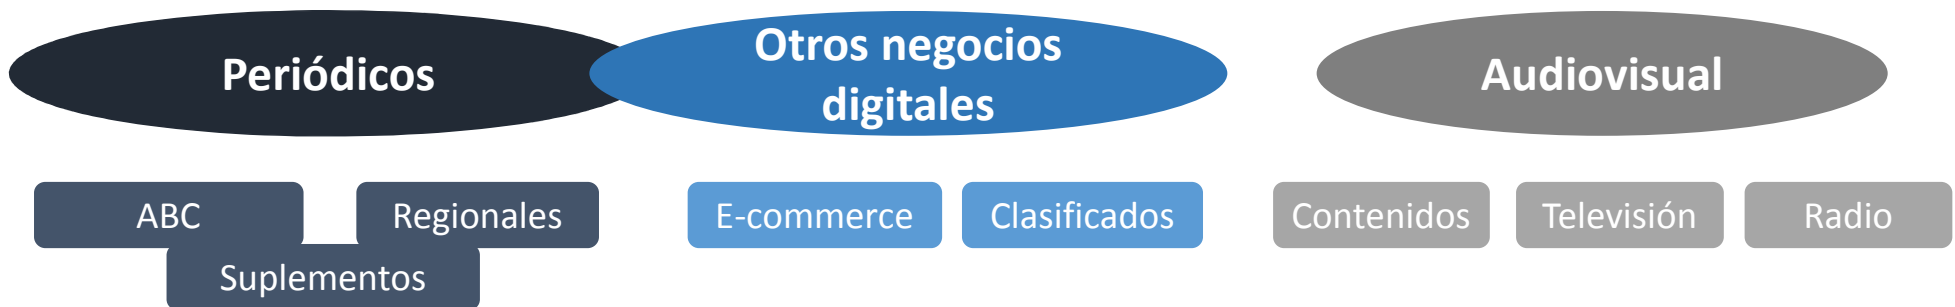 Periódicos
Otros negocios
digitales
Audiovisual
ABC
Regionales
Suplementos
E-commerce
Clasificados
Contenidos
Televisión
Radio